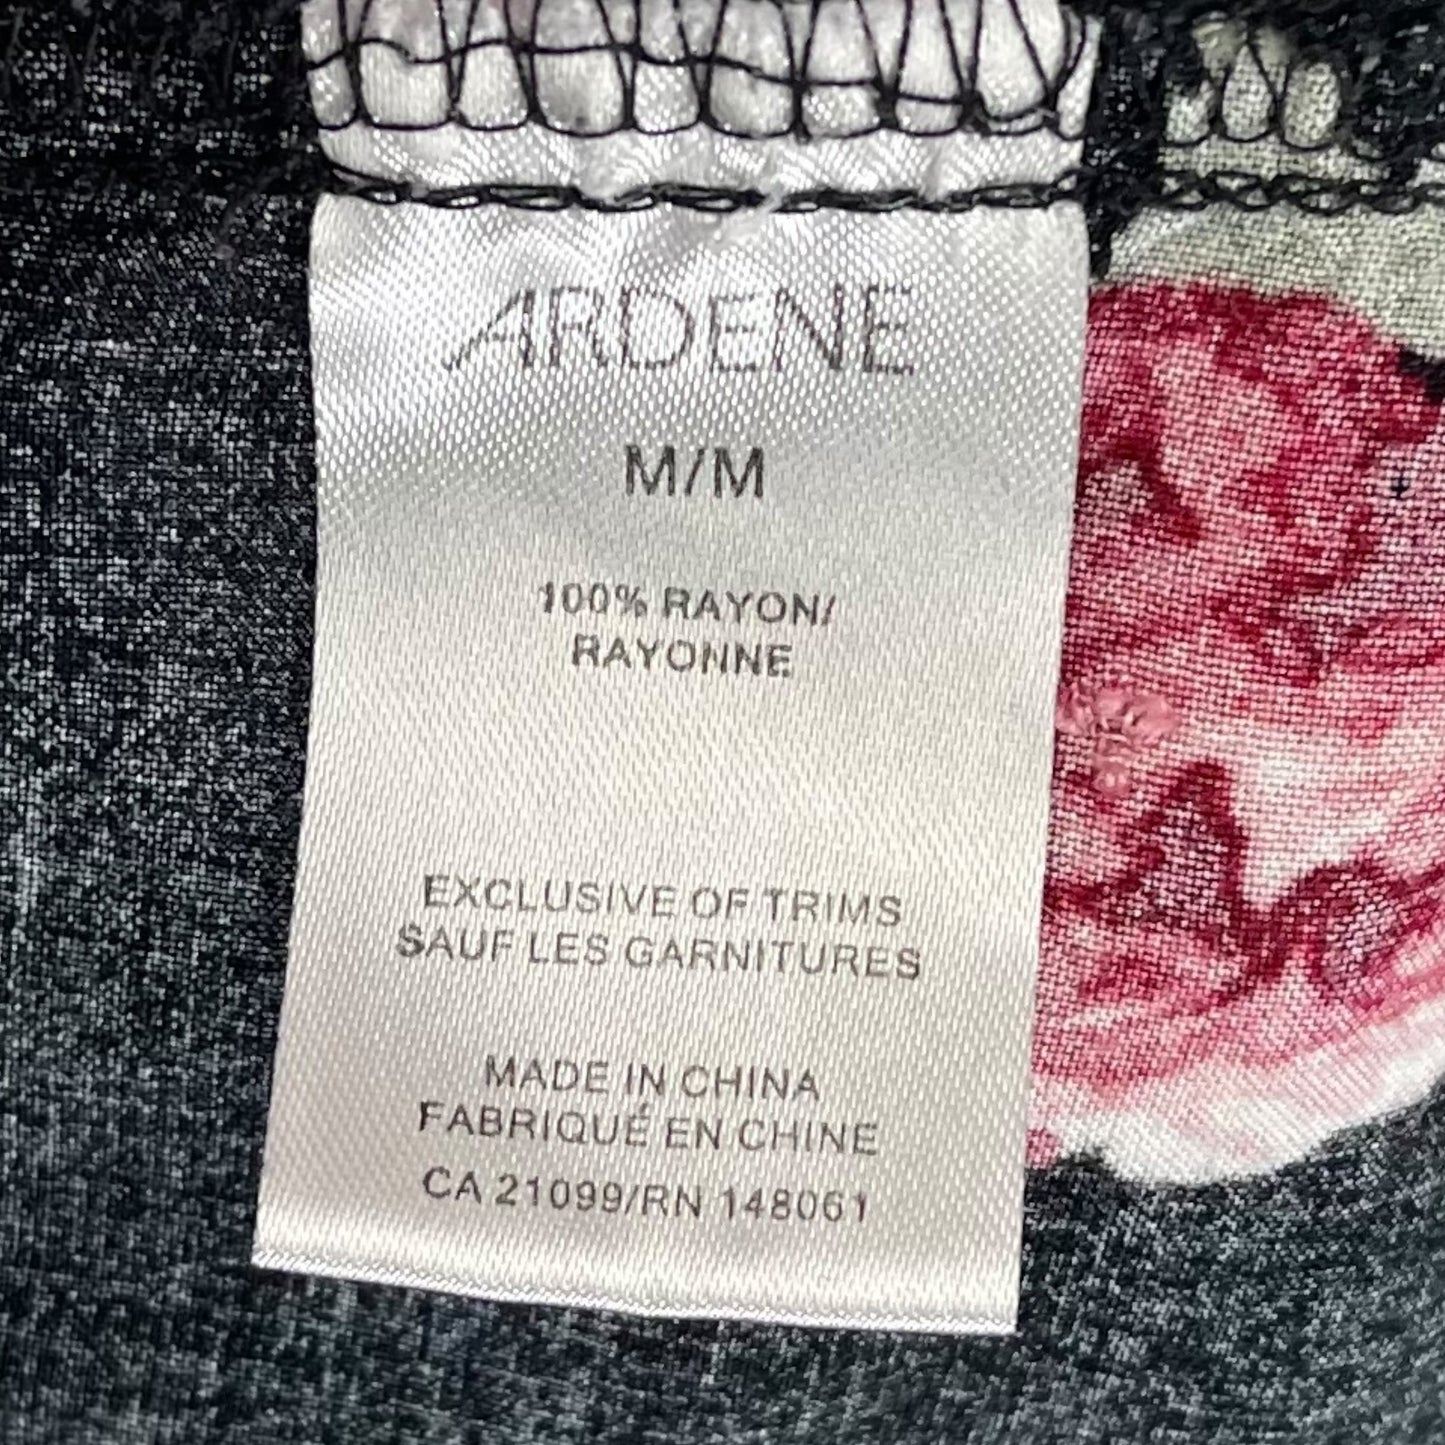 ARDENE
M/M
100% RAYON/
RAYONNE
EXCLUSIVE OF TRIMS
SAUF LES GARNITURES
MADE IN CHINA
FABRIQUÉ EN CHINE
CA 21099/RN 148061